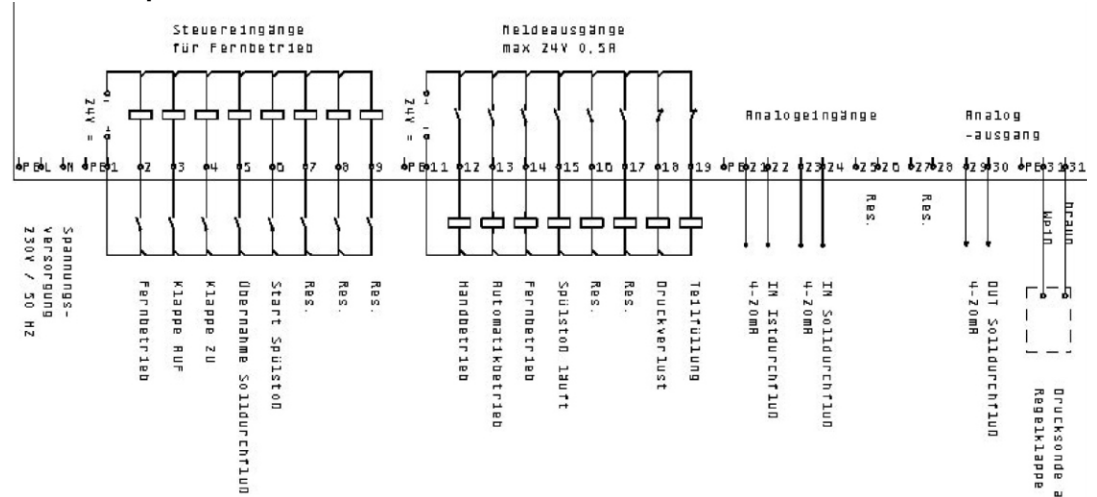 Steuereingänge
für Fernbetrieb
Meldeausgänge
max 24V 0,5A
Analogeingänge
Analog
-ausgang
24V =
24V =
PE L N PE 1 2 3 4 5 6 7 8 9 PE 11 12 13 14 15 16 17 18 19 PE 21 22 23 24 25 26 27 28 29 30 PE 31 31
Res.
Res.
Weiß
braun
Spannungs-
versorgung
230V / 50 HZ
Fernbetrieb
Klappe AUF
Klappe ZU
Übernahme Solldurchfluß
Start Spülstoß
Res.
Res.
Res.
Handbetrieb
Automatikbetrieb
Fernbetrieb
Spülstoß läuft
Res.
Res.
Druckverlust
Teilfüllung
IN Istdurchfluß
4-20mA
IN Solldurchfluß
4-20mA
OUT Solldurchfluß
4-20mA
Drucksonde a
Regelklappe